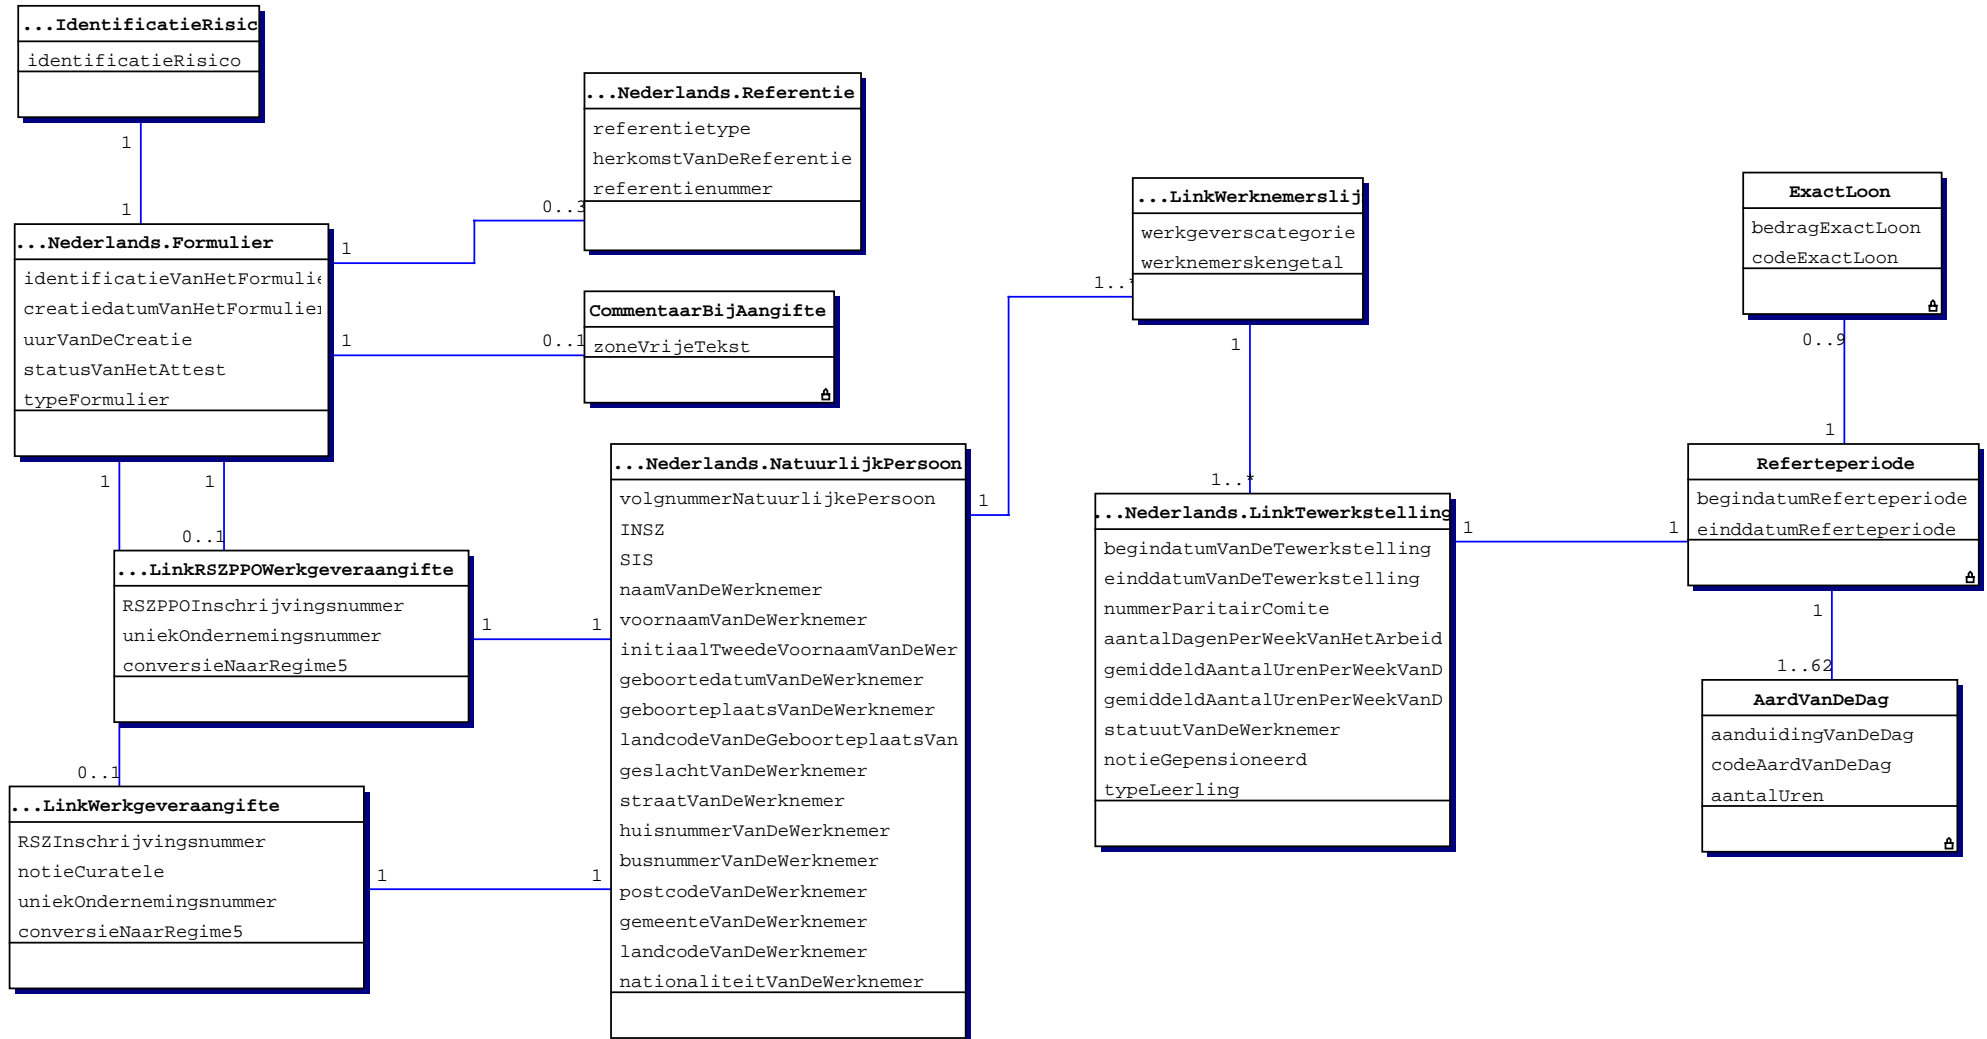 ...IdentificatieRisic
identificatieRisico
1
1
...Nederlands.Formulier
identificatieVanHetFormulie
creatiedatumVanHetFormulier
uurVanDeCreatie
statusVanHetAttest
typeFormulier
1
0..3
...Nederlands.Referentie
referentietype
herkomstVanDeReferentie
referentienummer
1
0..1
CommentaarBijAangifte
zoneVrijeTekst
1
1
0..1
...LinkRSZPPOWerkgeveraangifte
RSZPPOInschrijvingsnummer
uniekOndernemingsnummer
conversieNaarRegime5
1
1
0..1
...LinkWerkgeveraangifte
RSZInschrijvingsnummer
notieCuratele
uniekOndernemingsnummer
conversieNaarRegime5
1
1
...Nederlands.NatuurlijkPersoon
volgnummerNatuurlijkePersoon
INSZ
SIS
naamVanDeWerknemer
voornaamVanDeWerknemer
initiaalTweedeVoornaamVanDeWer
geboortedatumVanDeWerknemer
geboorteplaatsVanDeWerknemer
landcodeVanDeGeboorteplaatsVan
geslachtVanDeWerknemer
straatVanDeWerknemer
huisnummerVanDeWerknemer
busnummerVanDeWerknemer
postcodeVanDeWerknemer
gemeenteVanDeWerknemer
landcodeVanDeWerknemer
nationaliteitVanDeWerknemer
1
1..*
...LinkWerknemerslij
werkgeverscategorie
werknemerskengetal
1
1..*
...Nederlands.LinkTewerkstelling
begindatumVanDeTewerkstelling
einddatumVanDeTewerkstelling
nummerParitairComite
aantalDagenPerWeekVanHetArbeid
gemiddeldAantalUrenPerWeekVanD
gemiddeldAantalUrenPerWeekVanD
statuutVanDeWerknemer
notieGepensioneerd
typeLeerling
1
1
ExactLoon
bedragExactLoon
codeExactLoon
0..9
1
Referteperiode
begindatumReferteperiode
einddatumReferteperiode
1
1..62
AardVanDeDag
aanduidingVanDeDag
codeAardVanDeDag
aantalUren